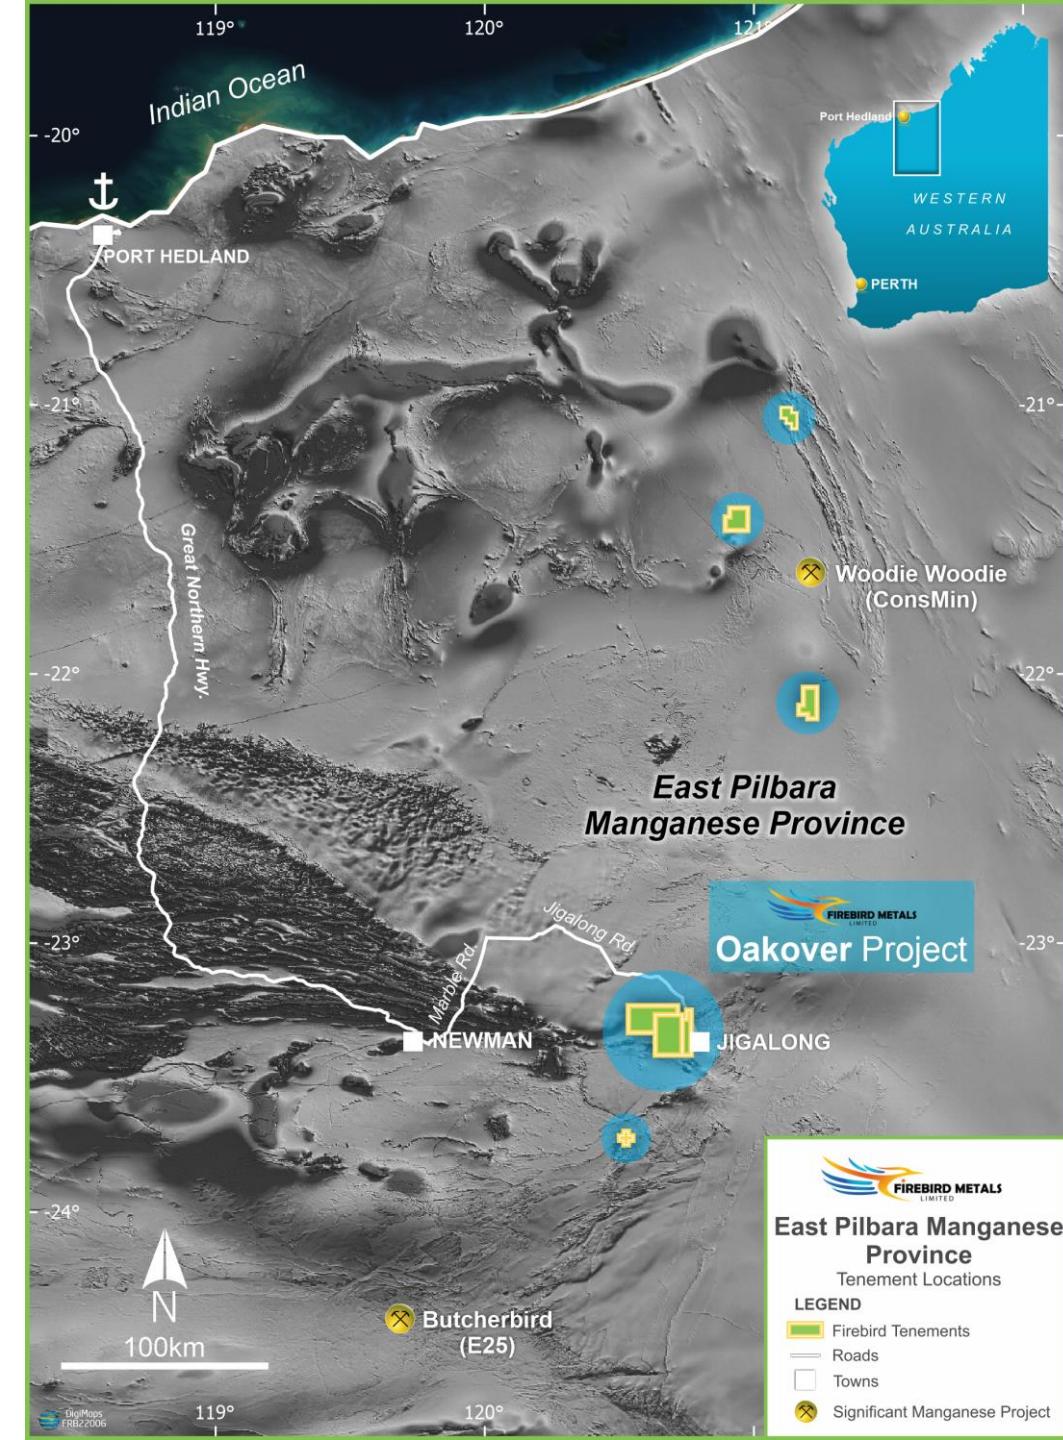 119°
120°
121°
Indian Ocean
-20°
Port Hedland
WESTERN
AUSTRALIA
PERTH
PORT HEDLAND
-21°
-21°
Great Northern Hwy.
Woodie Woodie
(ConsMin)
-22°
-22°
East Pilbara
Manganese Province
FIREBIRD METALS
LIMITED
Oakover Project
Jigalong Rd.
Marble Rd.
-23°
-23°
NEWMAN
JIGALONG
-24°
N
100km
Butcherbird
(E25)
FIREBIRD METALS
LIMITED
East Pilbara Manganese
Province
Tenement Locations
LEGEND
Firebird Tenements
Roads
Towns
Significant Manganese Project
DigiMaps
FRB22006
119°
120°